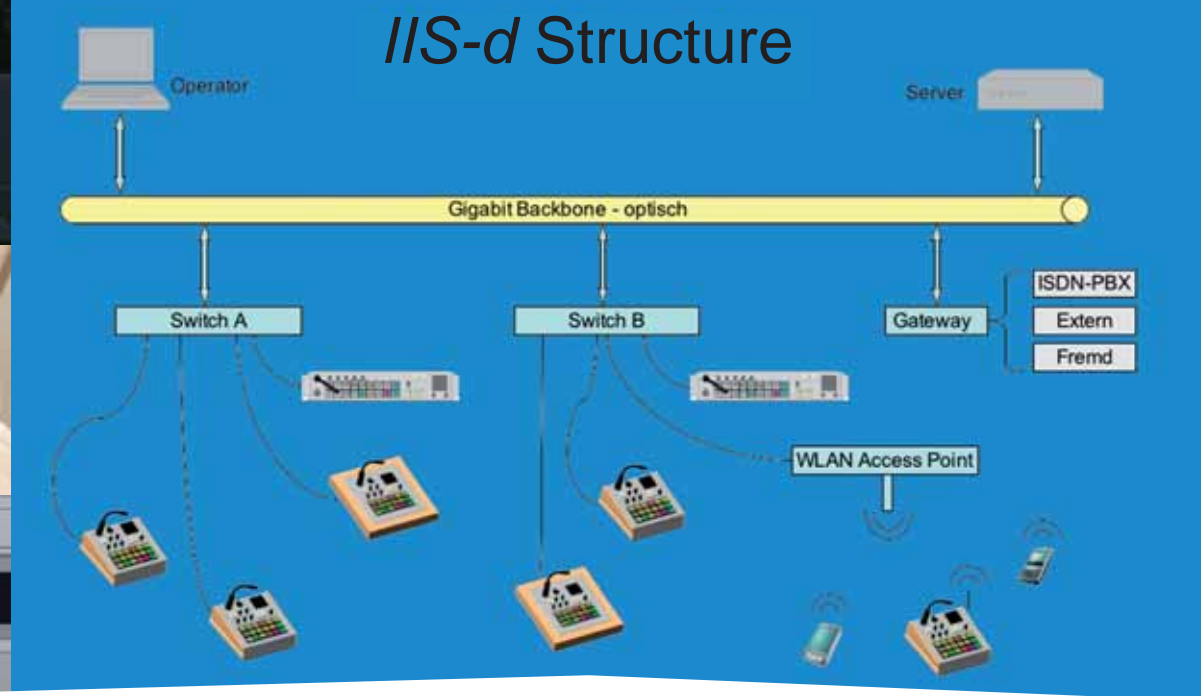 IIS-d Structure
Operator
Server
Gigabit Backbone - optisch
Switch A
Switch B
Gateway
ISDN-PBX
Extern
Fremd
WLAN Access Point